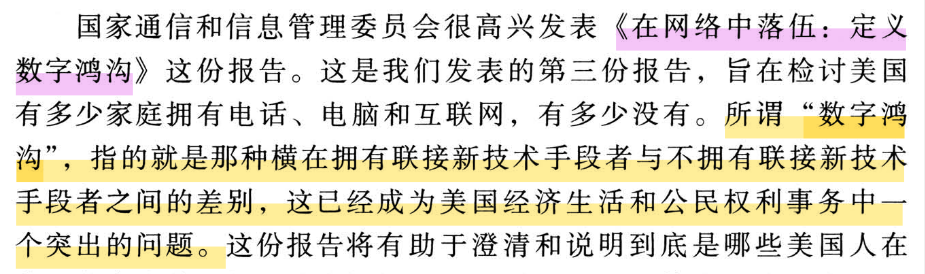 国家通信和信息管理委员会很高兴发表《在网络中落伍：定义
数字鸿沟》这份报告。这是我们发表的第三份报告，旨在检讨美国
有多少家庭拥有电话、电脑和互联网，有多少没有。所谓“数字鸿
沟”，指的就是那种横在拥有联接新技术手段者与不拥有联接新技术
手段者之间的差别，这已经成为美国经济生活和公民权利事务中一
个突出的问题。这份报告将有助于澄清和说明到底是哪些美国人在